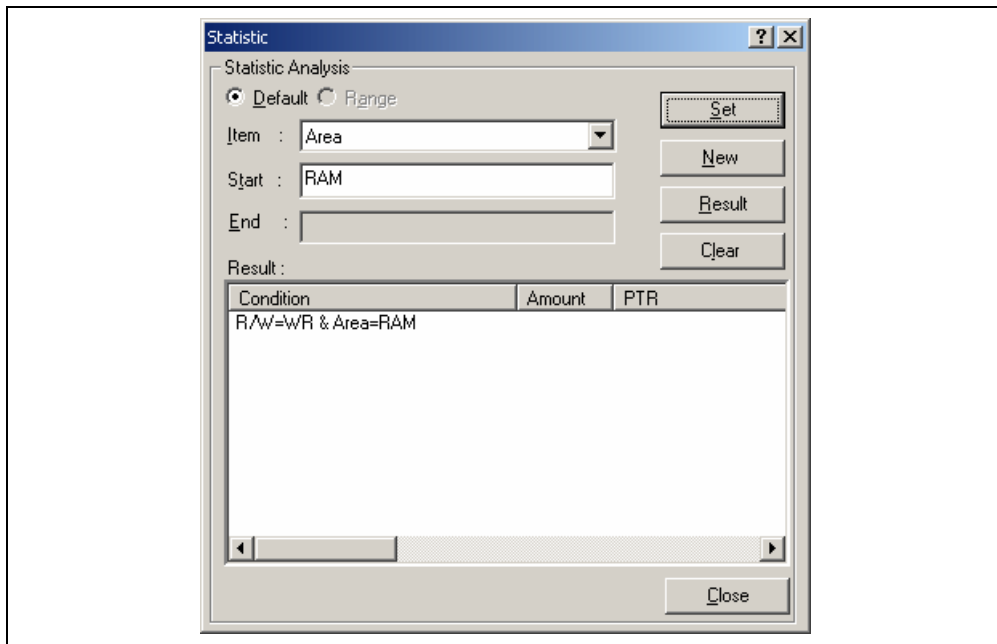 Statistic
Statistic Analysis
Default Range
Item : Area
Start : RAM
End :
Set
New
Result
Clear
Result :
Condition Amount PTR
R/W=WR & Area=RAM
Close